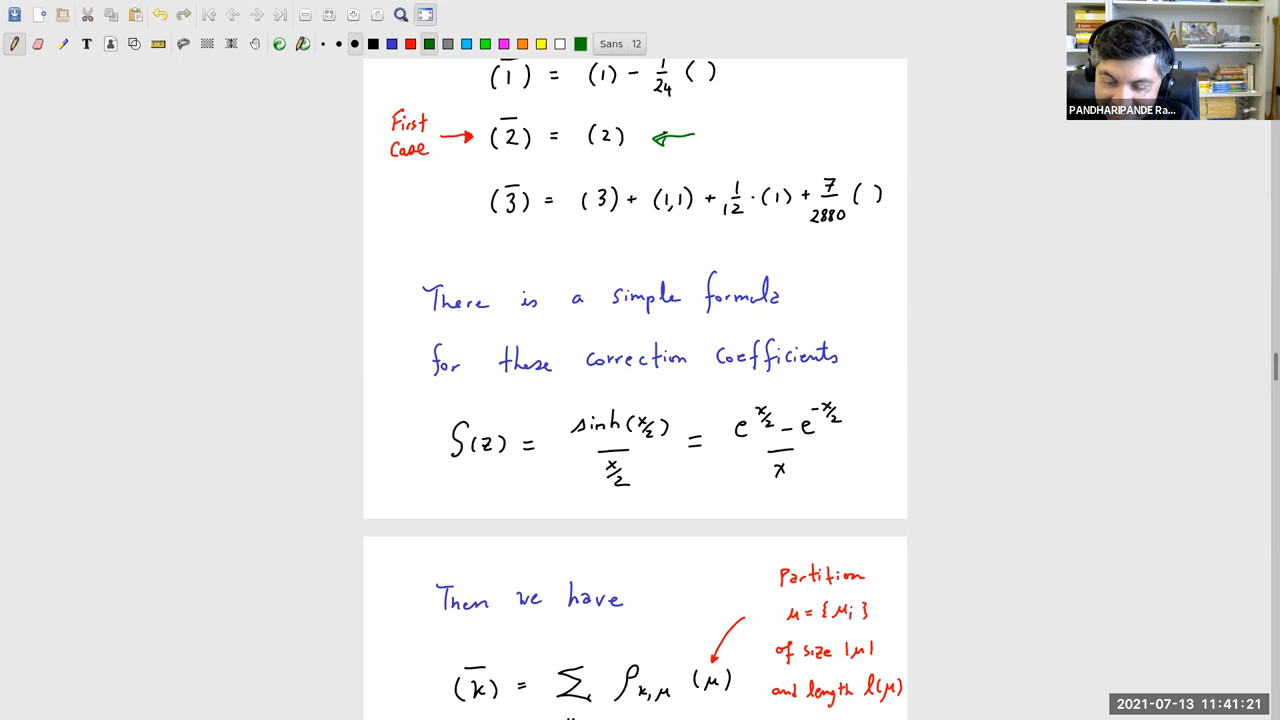 Sans 12
PANDHARIPANDE Ra...
(1̅) = (1) - 1/24 ( )
First Case → (2̅) = (2) ←
(3̅) = (3) + (1,1) + 1/12 · (1) + 7/2880 ( )
There is a simple formula
for these correction coefficients
S(z) = sinh(x/2) / (x/2) = (e^{x/2} - e^{-x/2}) / x
Then we have
Partition
μ = {μ_i}
of size |μ|
and length ℓ(μ)
(k̅) = Σ ρ_{k,μ} (μ)
2021-07-13 11:41:21